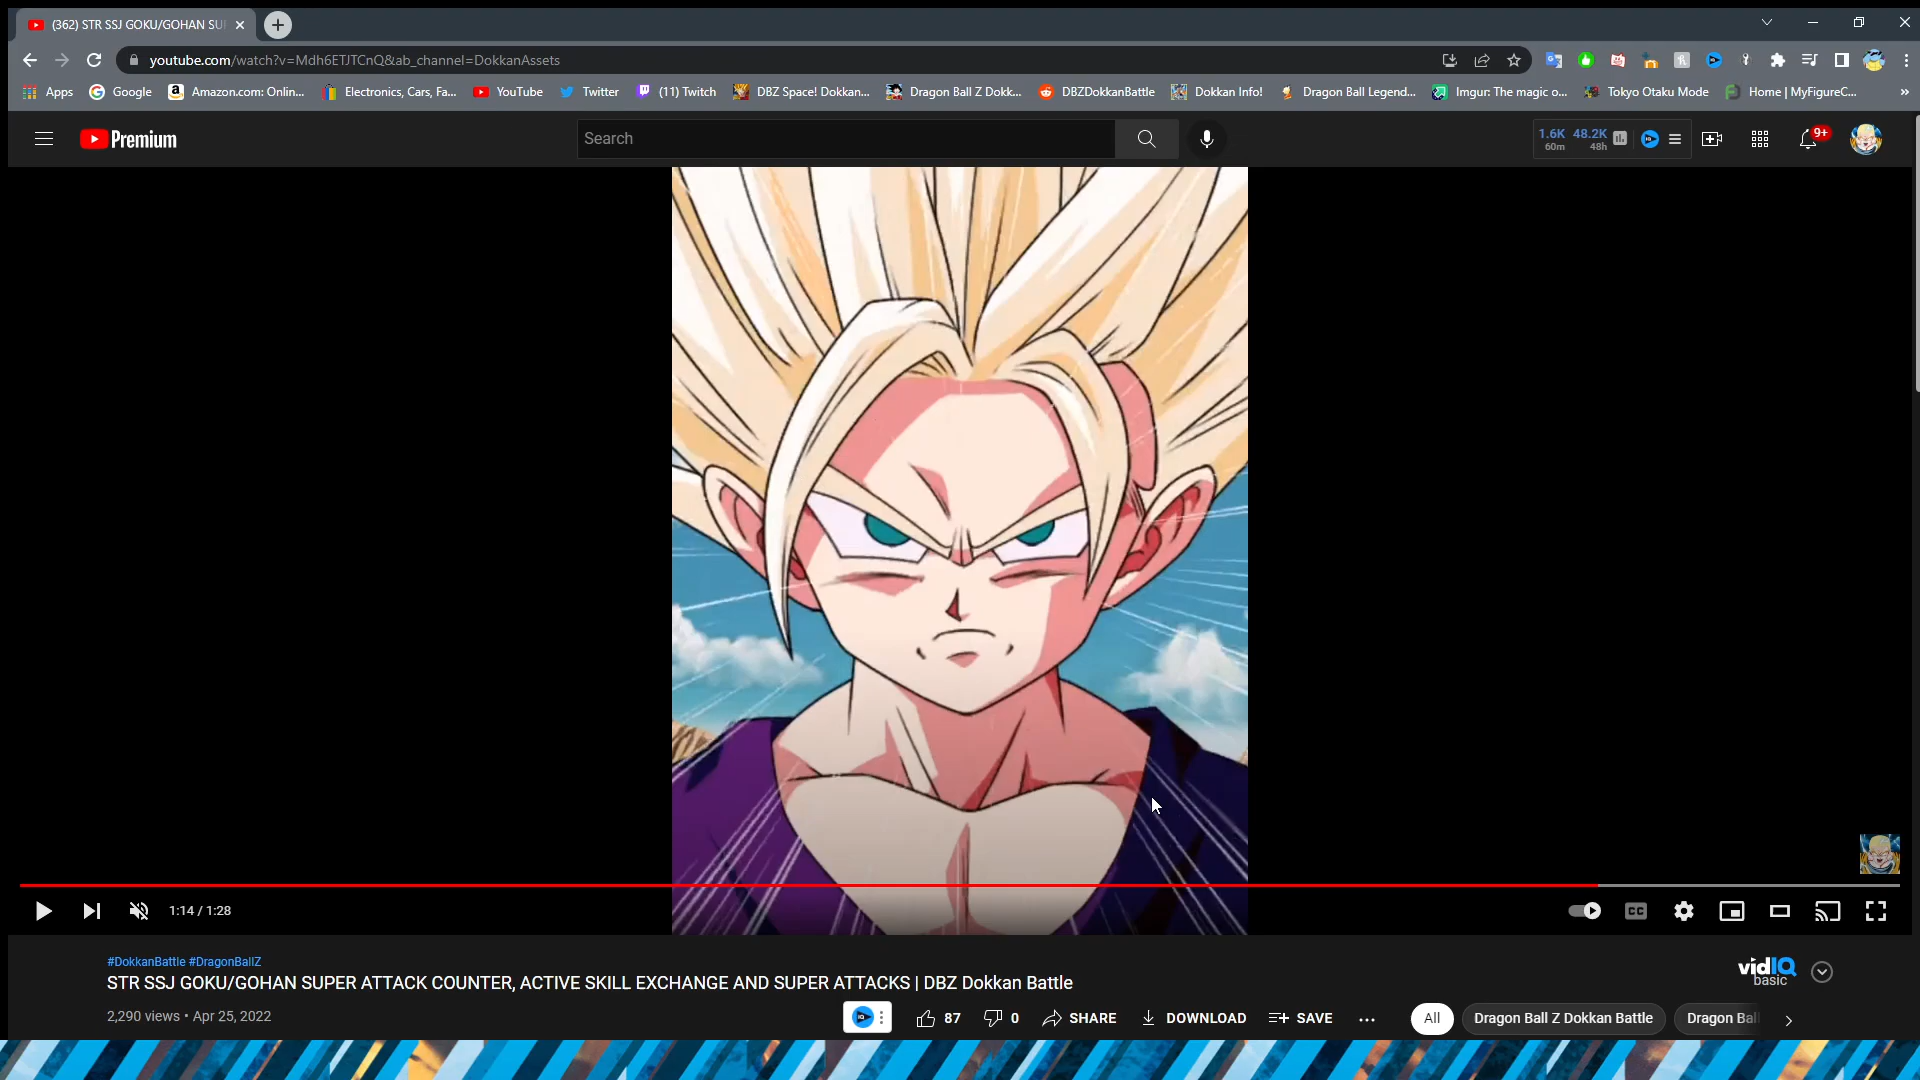 (362) STR SSJ GOKU/GOHAN SU
youtube.com/watch?v=Mdh6ETJTCnQ&ab_channel=DokkanAssets
Apps Google Amazon.com: Onlin... Electronics, Cars, Fa... YouTube Twitter (11) Twitch DBZ Space! Dokkan... Dragon Ball Z Dokk... DBZDokkanBattle Dokkan Info! Dragon Ball Legend... Imgur: The magic o... Tokyo Otaku Mode Home | MyFigureC... »
Premium Search 1.6K 60m 48.2K 48h 9+
1:14 / 1:28 CC
#DokkanBattle #DragonBallZ
STR SSJ GOKU/GOHAN SUPER ATTACK COUNTER, ACTIVE SKILL EXCHANGE AND SUPER ATTACKS | DBZ Dokkan Battle
vidIQ
basic
2,290 views • Apr 25, 2022 87 0 SHARE DOWNLOAD SAVE ... All Dragon Ball Z Dokkan Battle Dragon Bal